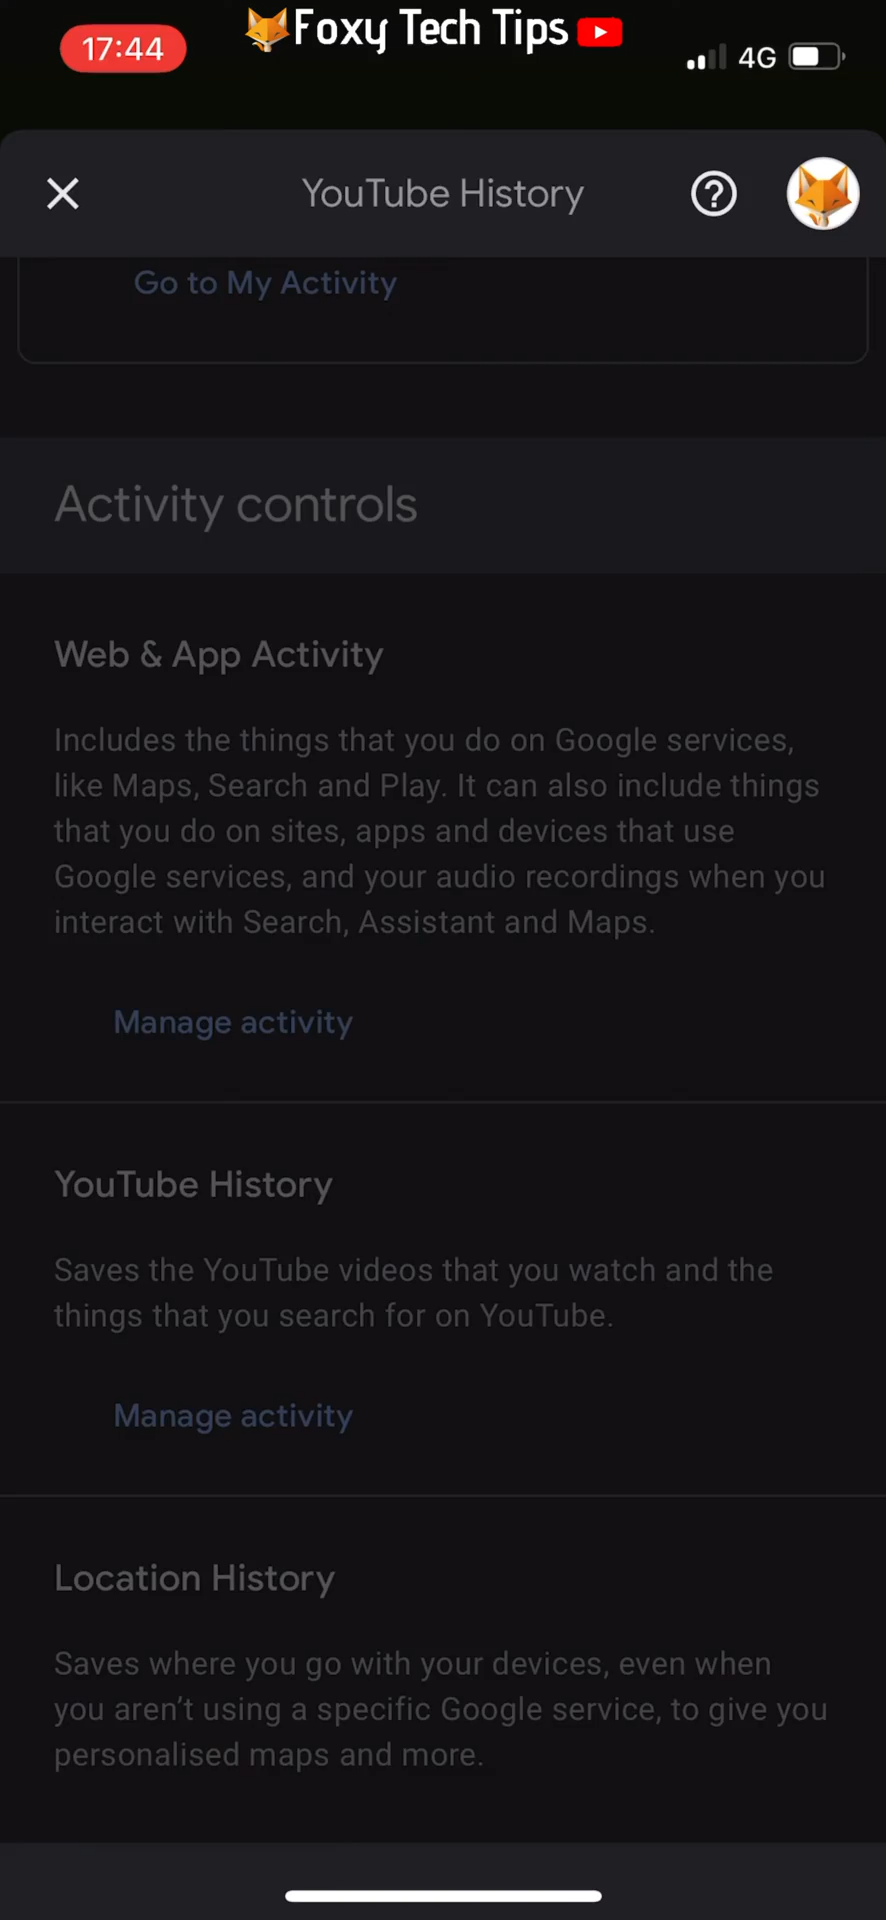 17:44
Foxy Tech Tips
4G
YouTube History
Go to My Activity
Activity controls
Web & App Activity
Includes the things that you do on Google services,
like Maps, Search and Play. It can also include things
that you do on sites, apps and devices that use
Google services, and your audio recordings when you
interact with Search, Assistant and Maps.
Manage activity
YouTube History
Saves the YouTube videos that you watch and the
things that you search for on YouTube.
Manage activity
Location History
Saves where you go with your devices, even when
you aren’t using a specific Google service, to give you
personalised maps and more.